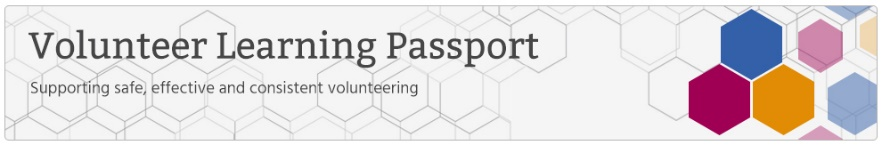 Volunteer Learning Passport
Supporting safe, effective and consistent volunteering